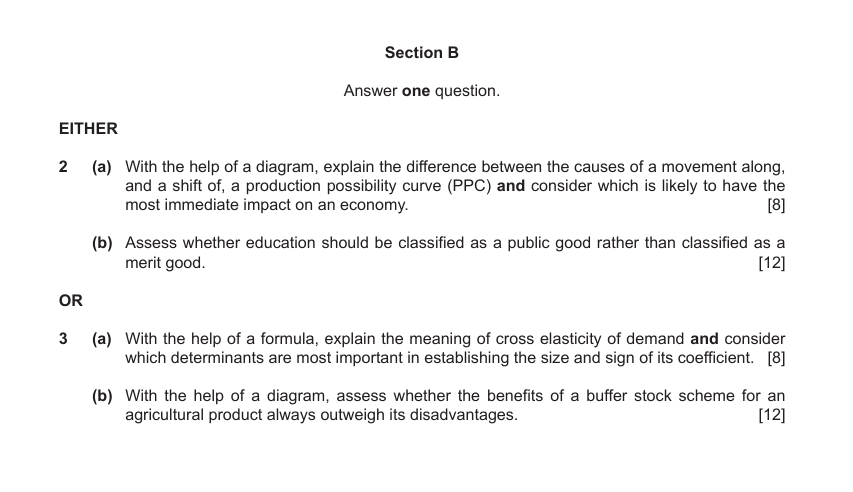 Section B
Answer one question.
EITHER
2 (a) With the help of a diagram, explain the difference between the causes of a movement along,
and a shift of, a production possibility curve (PPC) and consider which is likely to have the
most immediate impact on an economy. [8]
(b) Assess whether education should be classified as a public good rather than classified as a
merit good. [12]
OR
3 (a) With the help of a formula, explain the meaning of cross elasticity of demand and consider
which determinants are most important in establishing the size and sign of its coefficient. [8]
(b) With the help of a diagram, assess whether the benefits of a buffer stock scheme for an
agricultural product always outweigh its disadvantages. [12]